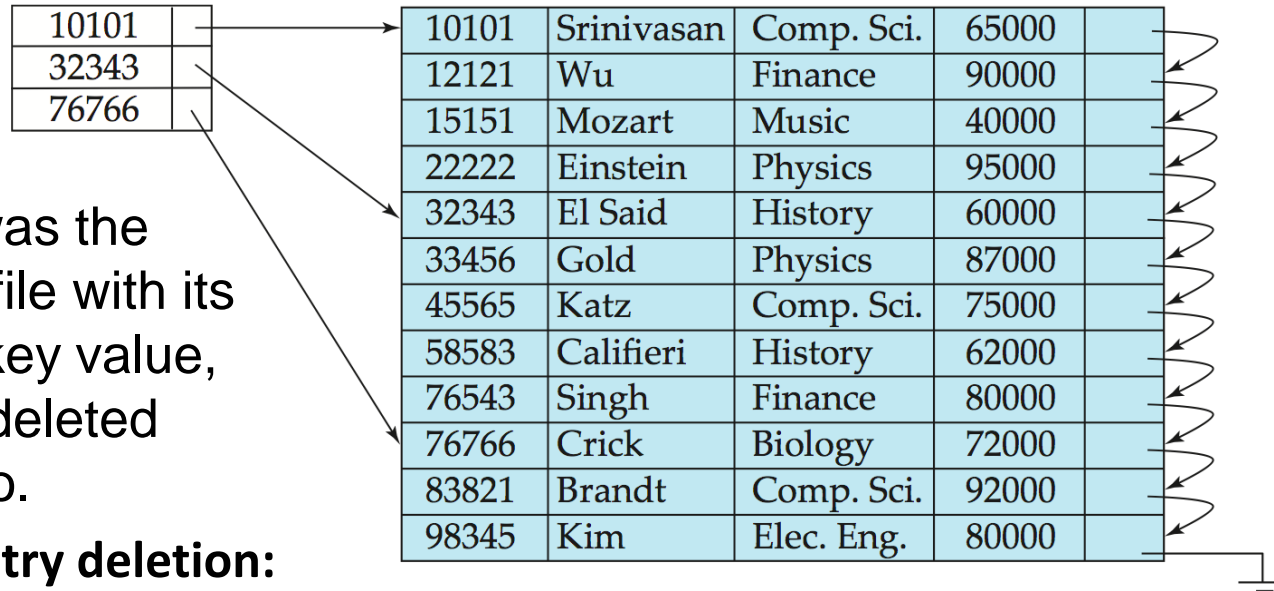 10101
32343
76766
10101 Srinivasan Comp. Sci. 65000
12121 Wu Finance 90000
15151 Mozart Music 40000
22222 Einstein Physics 95000
32343 El Said History 60000
33456 Gold Physics 87000
45565 Katz Comp. Sci. 75000
58583 Califieri History 62000
76543 Singh Finance 80000
76766 Crick Biology 72000
83821 Brandt Comp. Sci. 92000
98345 Kim Elec. Eng. 80000
was the
file with its
key value,
deleted
deletion: